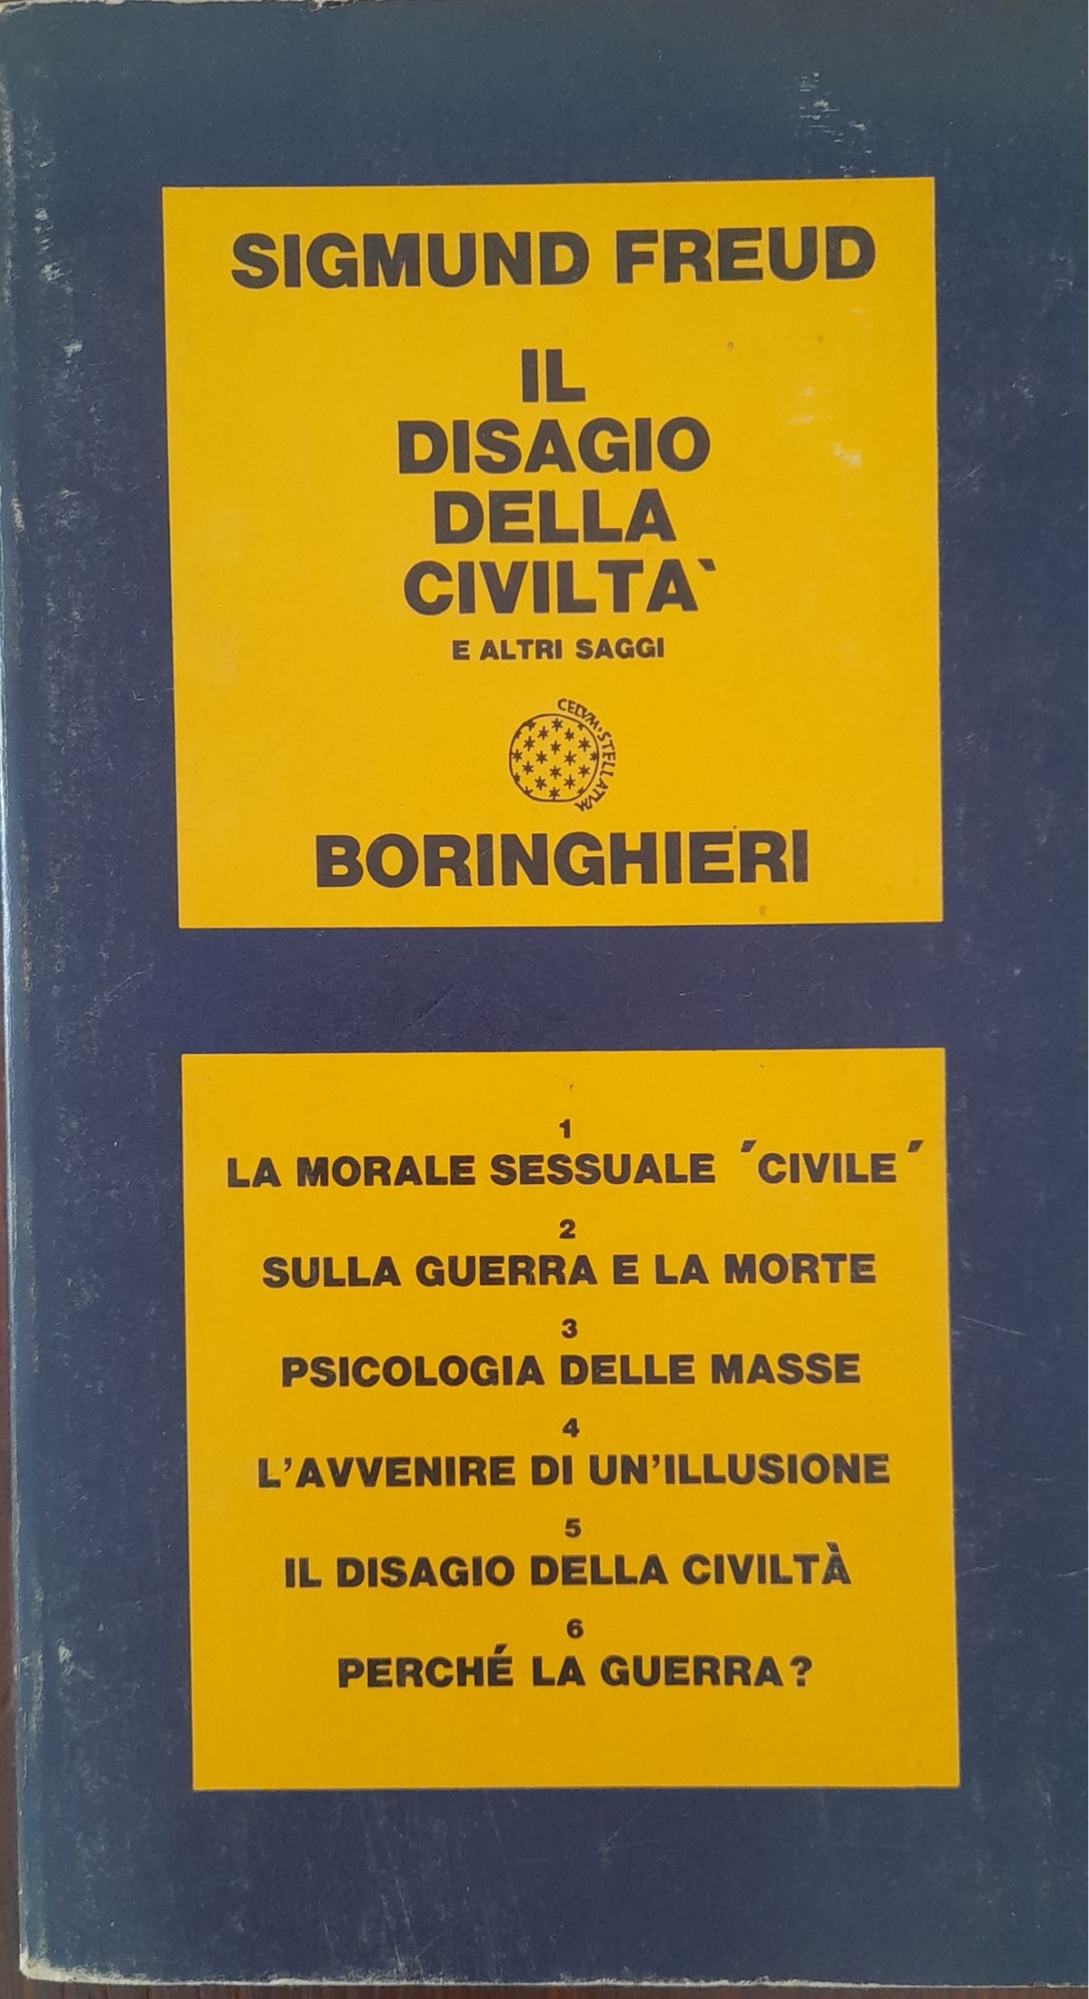 SIGMUND FREUD
IL
DISAGIO
DELLA
CIVILTA`
E ALTRI SAGGI
CELVM·STELLATVM
BORINGHIERI
1
LA MORALE SESSUALE ˝CIVILE˝
2
SULLA GUERRA E LA MORTE
3
PSICOLOGIA DELLE MASSE
4
L'AVVENIRE DI UN'ILLUSIONE
5
IL DISAGIO DELLA CIVILTÀ
6
PERCHÉ LA GUERRA?